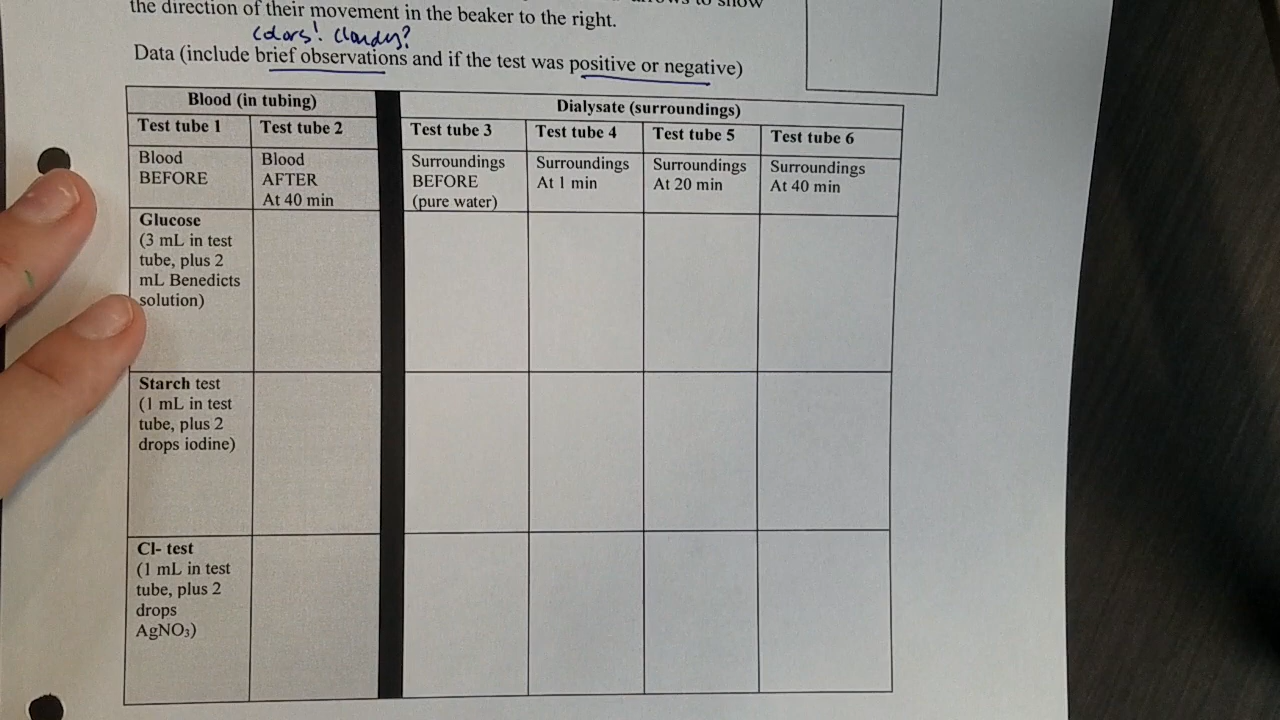 the direction of their movement in the beaker to the right.
colors! cloudy?
Data (include brief observations and if the test was positive or negative)
Blood (in tubing)
Dialysate (surroundings)
Test tube 1
Test tube 2
Test tube 3
Test tube 4
Test tube 5
Test tube 6
Blood
BEFORE
Blood
AFTER
At 40 min
Surroundings
BEFORE
(pure water)
Surroundings
At 1 min
Surroundings
At 20 min
Surroundings
At 40 min
Glucose
(3 mL in test
tube, plus 2
mL Benedicts
solution)
Starch test
(1 mL in test
tube, plus 2
drops iodine)
Cl- test
(1 mL in test
tube, plus 2
drops
AgNO₃)